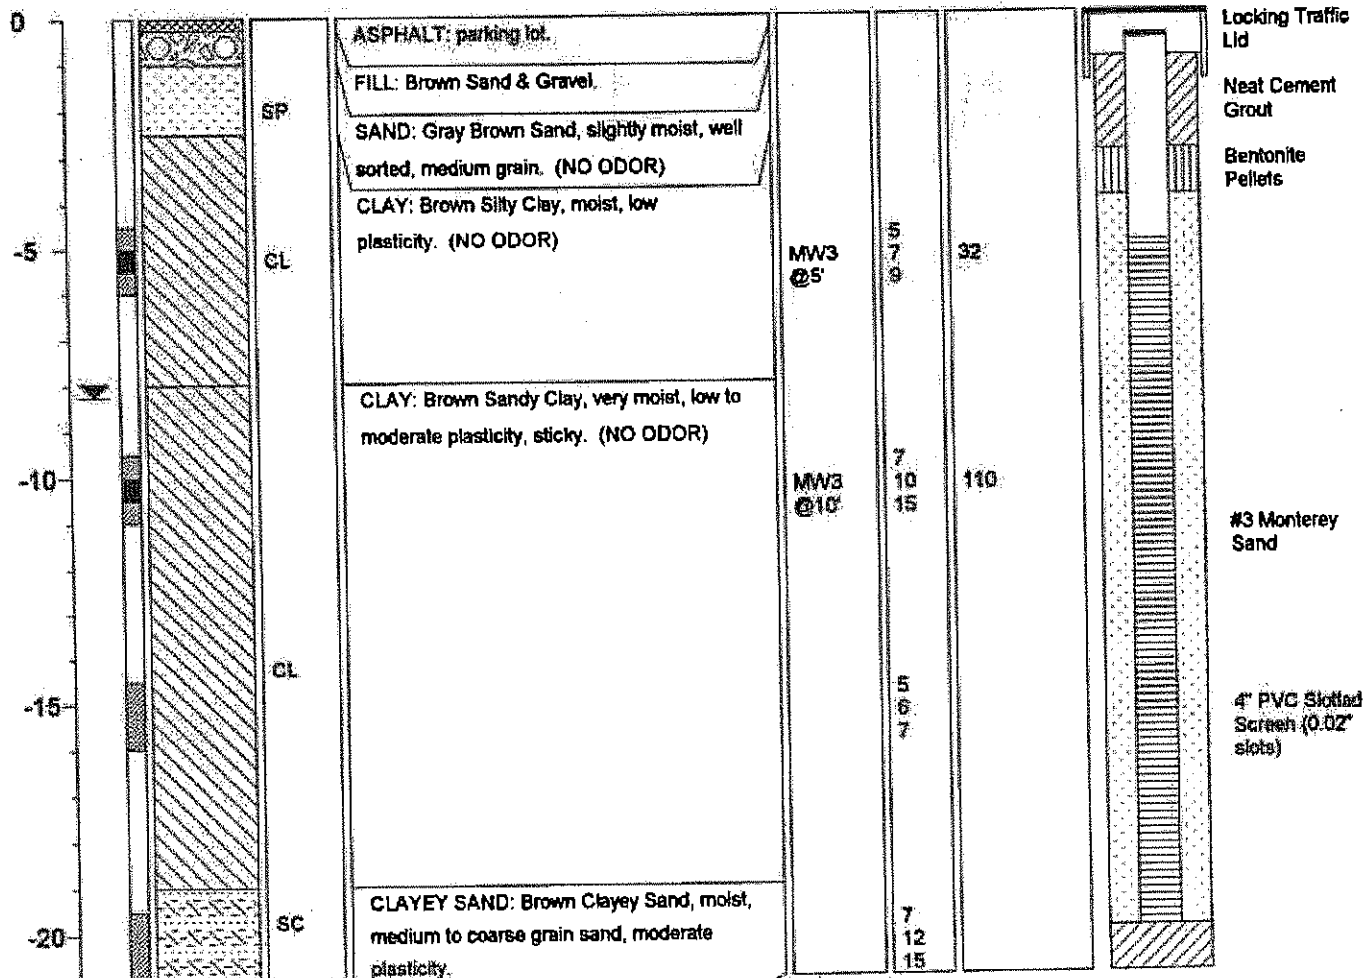 0
ASPHALT: parking lot.
FILL: Brown Sand & Gravel.
SP
SAND: Gray Brown Sand, slightly moist, well
sorted, medium grain. (NO ODOR)
CLAY: Brown Silty Clay, moist, low
plasticity. (NO ODOR)
-5
CL
MW3
@5'
5
7
9
32
CLAY: Brown Sandy Clay, very moist, low to
moderate plasticity, sticky. (NO ODOR)
-10
MW3
@10'
7
10
15
110
CL
-15
5
6
7
CLAYEY SAND: Brown Clayey Sand, moist,
medium to coarse grain sand, moderate
plasticity.
SC
-20
7
12
15
Locking Traffic
Lid
Neat Cement
Grout
Bentonite
Pellets
#3 Monterey
Sand
4" PVC Slotted
Screen (0.02"
slots)